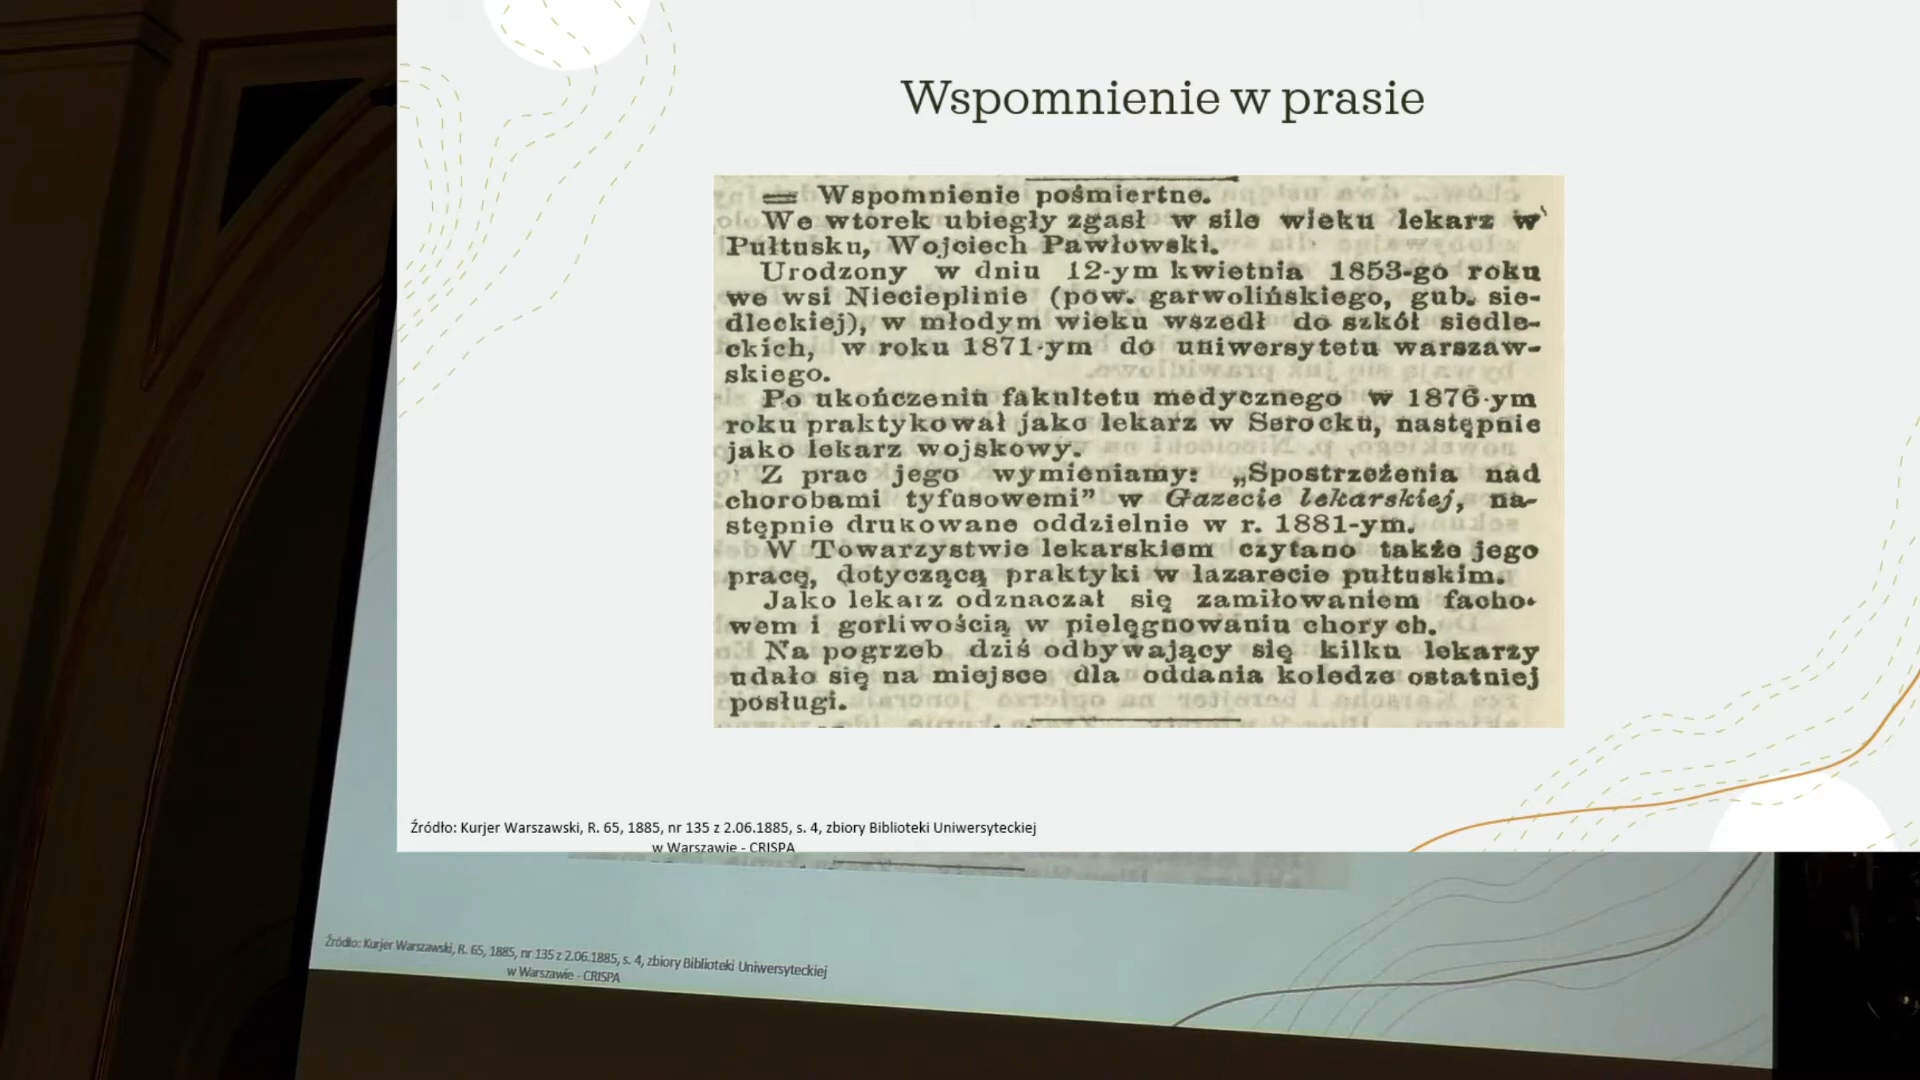 Wspomnienie w prasie
= Wspomnienie pośmiertne.
We wtorek ubiegły zgasł w sile wieku lekarz w
Pułtusku, Wojciech Pawłowski.
Urodzony w dniu 12-ym kwietnia 1853-go roku
we wsi Niecieplinie (pow. garwolińskiego, gub. sie-
dleckiej), w młodym wieku wszedł do szkół siedle-
ckich, w roku 1871-ym do uniwersytetu warszaw-
skiego.
Po ukończeniu fakultetu medycznego w 1876-ym
roku praktykował jako lekarz w Serocku, następnie
jako lekarz wojskowy.
Z prac jego wymieniamy: „Spostrzeżenia nad
chorobami tyfusowemi” w Gazecie lekarskiej, na-
stępnie drukowane oddzielnie w r. 1881-ym.
W Towarzystwie lekarskiem czytano także jego
pracę, dotyczącą praktyki w lazarecie pułtuskim.
Jako lekarz odznaczał się zamiłowaniem facho-
wem i gorliwością w pielęgnowaniu chorych.
Na pogrzeb dziś odbywający się kilku lekarzy
udało się na miejsce dla oddania koledze ostatniej
posługi.
Źródło: Kurjer Warszawski, R. 65, 1885, nr 135 z 2.06.1885, s. 4, zbiory Biblioteki Uniwersyteckiej
w Warszawie - CRISPA
Źródło: Kurjer Warszawski, R. 65, 1885, nr 135 z 2.06.1885, s. 4, zbiory Biblioteki Uniwersyteckiej
w Warszawie - CRISPA